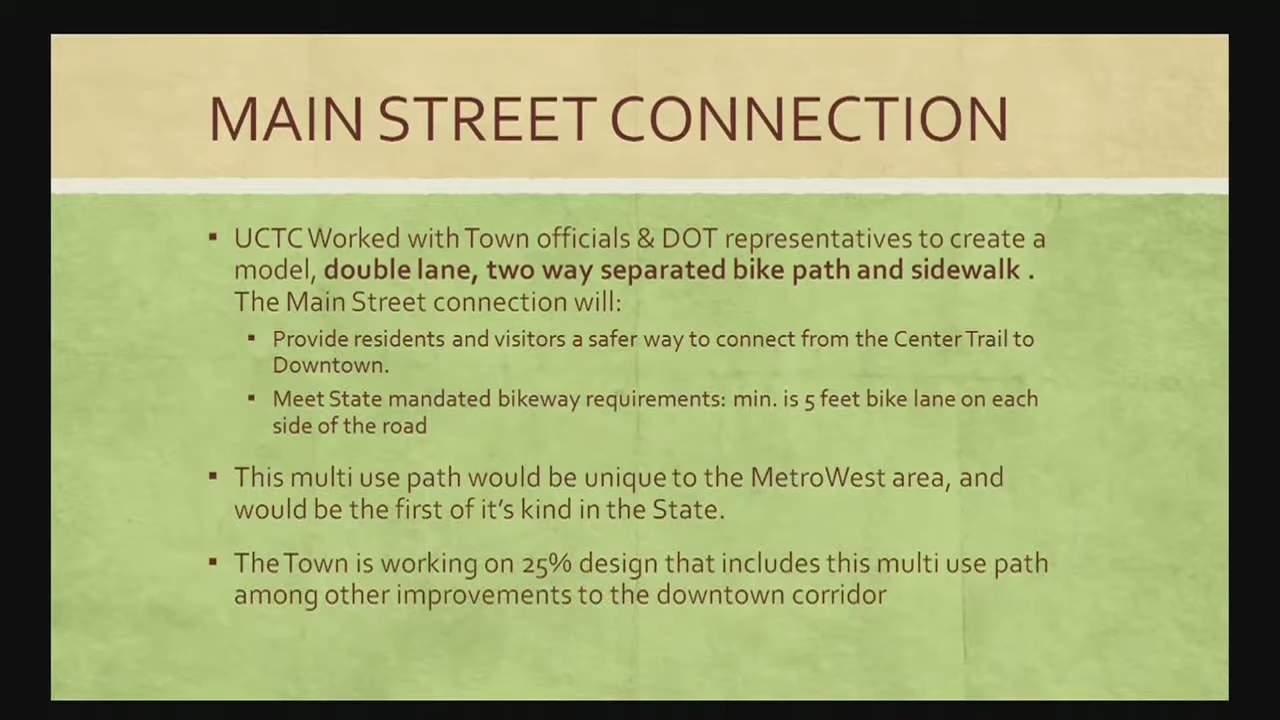 MAIN STREET CONNECTION
▪ UCTC Worked with Town officials & DOT representatives to create a
model, double lane, two way separated bike path and sidewalk .
The Main Street connection will:
▪ Provide residents and visitors a safer way to connect from the Center Trail to
Downtown.
▪ Meet State mandated bikeway requirements: min. is 5 feet bike lane on each
side of the road
▪ This multi use path would be unique to the MetroWest area, and
would be the first of it's kind in the State.
▪ The Town is working on 25% design that includes this multi use path
among other improvements to the downtown corridor